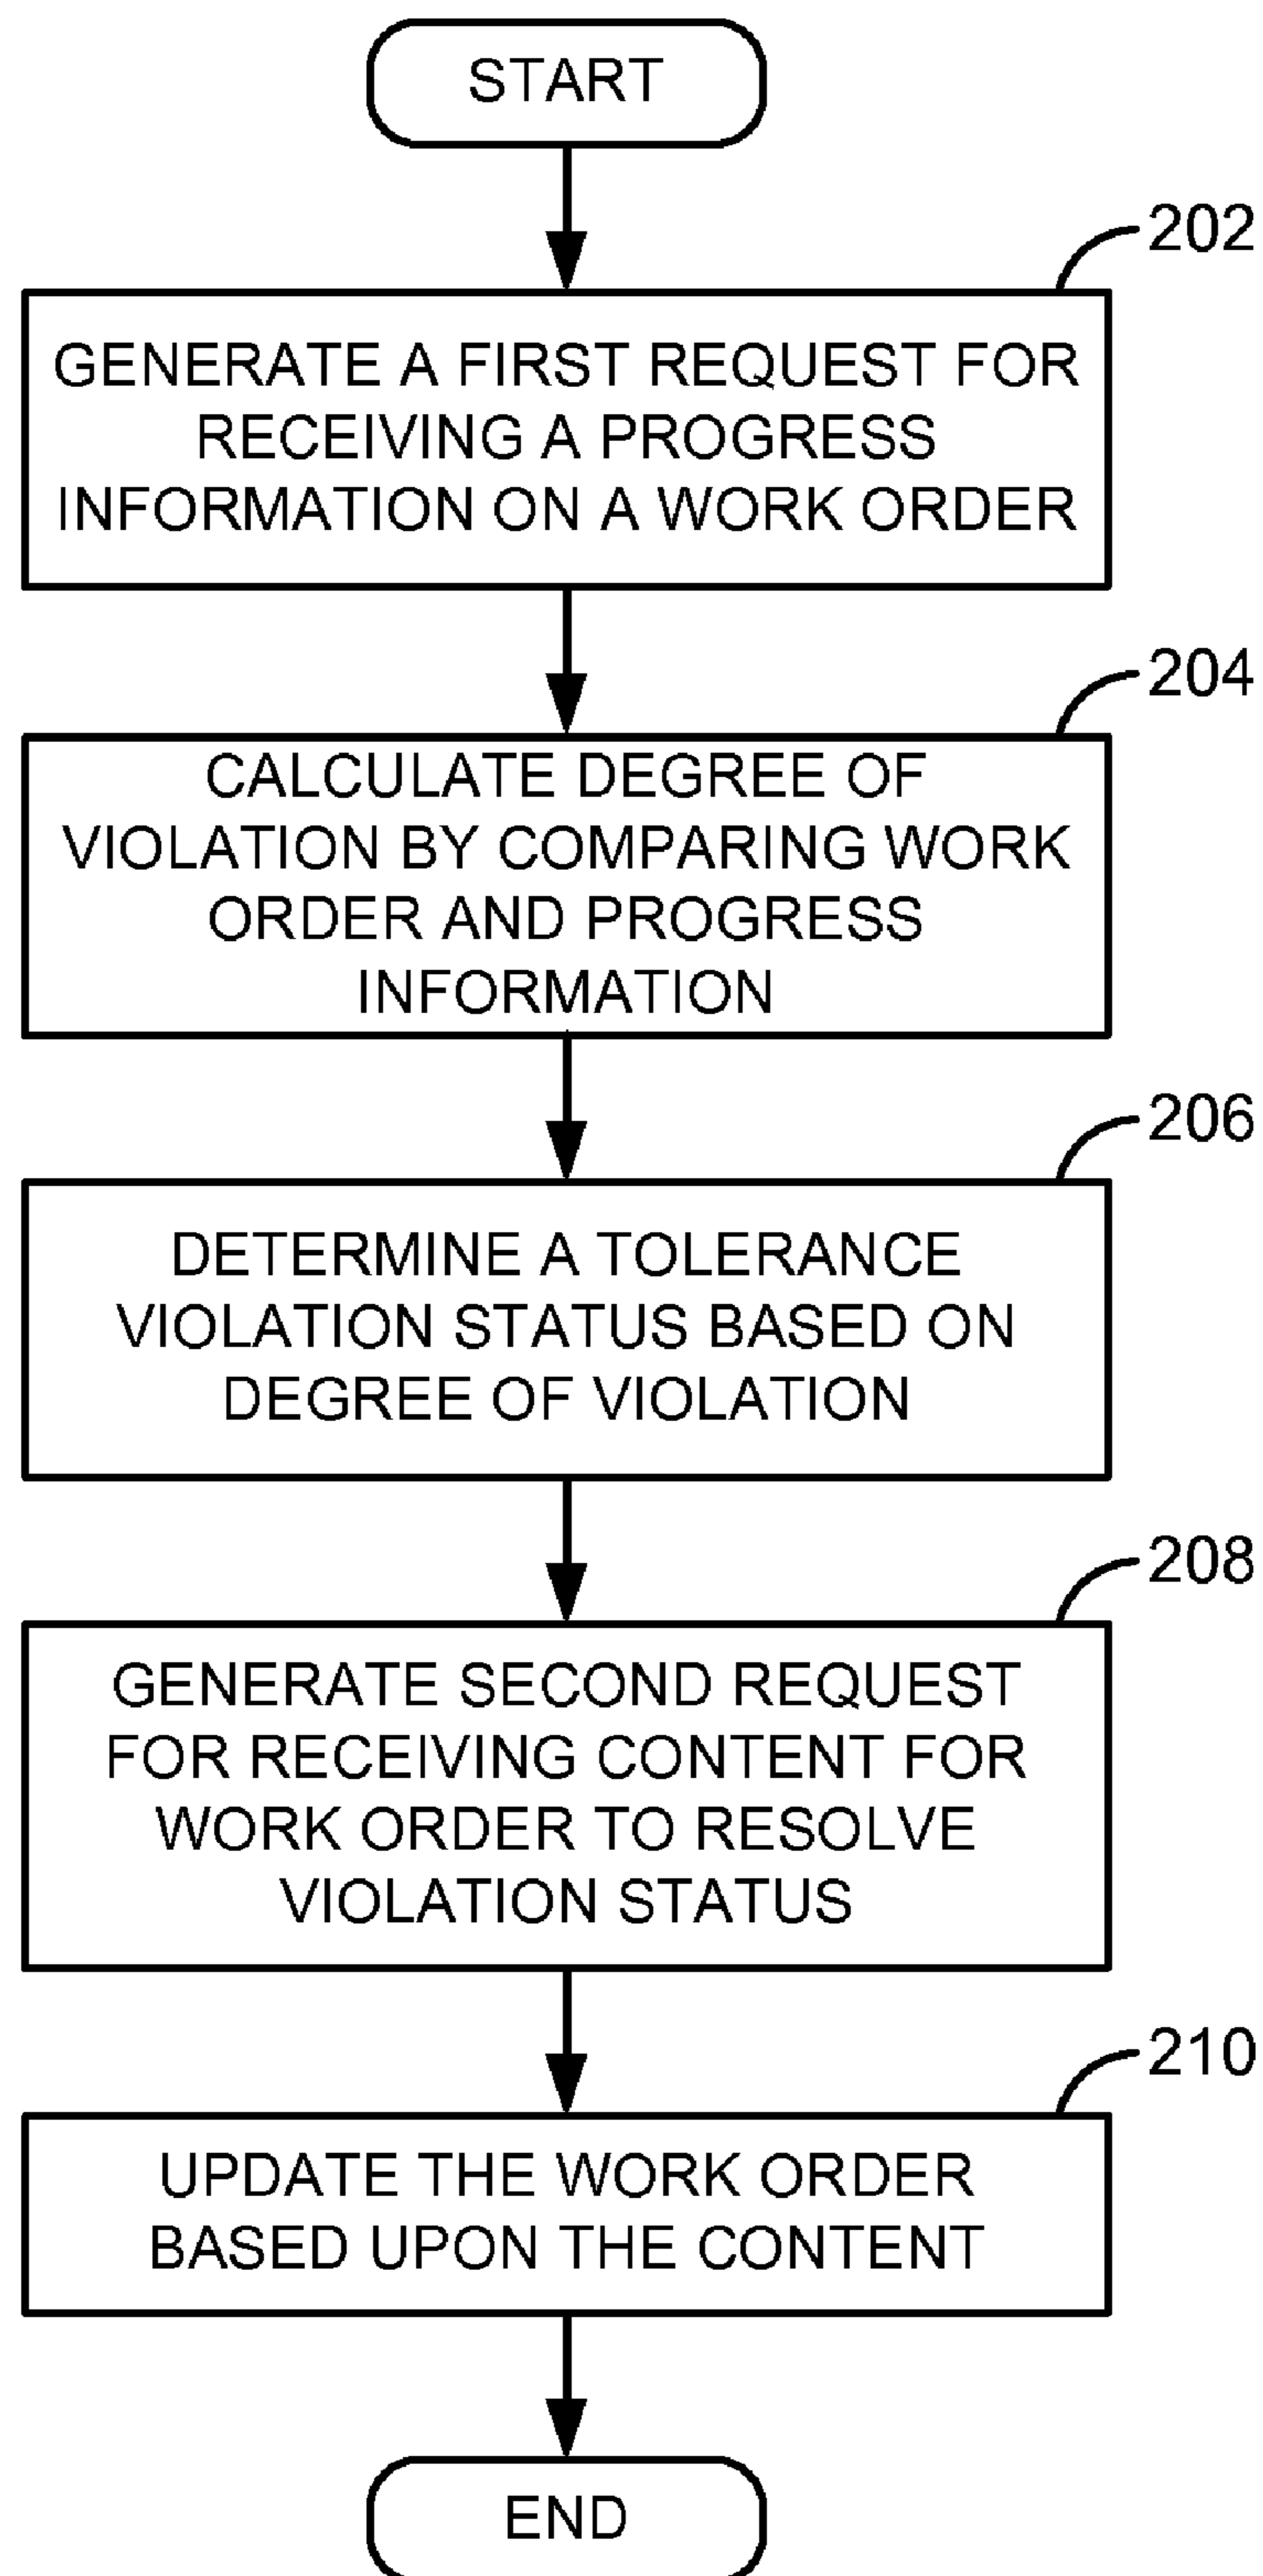 START
202
GENERATE A FIRST REQUEST FOR
RECEIVING A PROGRESS
INFORMATION ON A WORK ORDER
204
CALCULATE DEGREE OF
VIOLATION BY COMPARING WORK
ORDER AND PROGRESS
INFORMATION
206
DETERMINE A TOLERANCE
VIOLATION STATUS BASED ON
DEGREE OF VIOLATION
208
GENERATE SECOND REQUEST
FOR RECEIVING CONTENT FOR
WORK ORDER TO RESOLVE
VIOLATION STATUS
210
UPDATE THE WORK ORDER
BASED UPON THE CONTENT
END